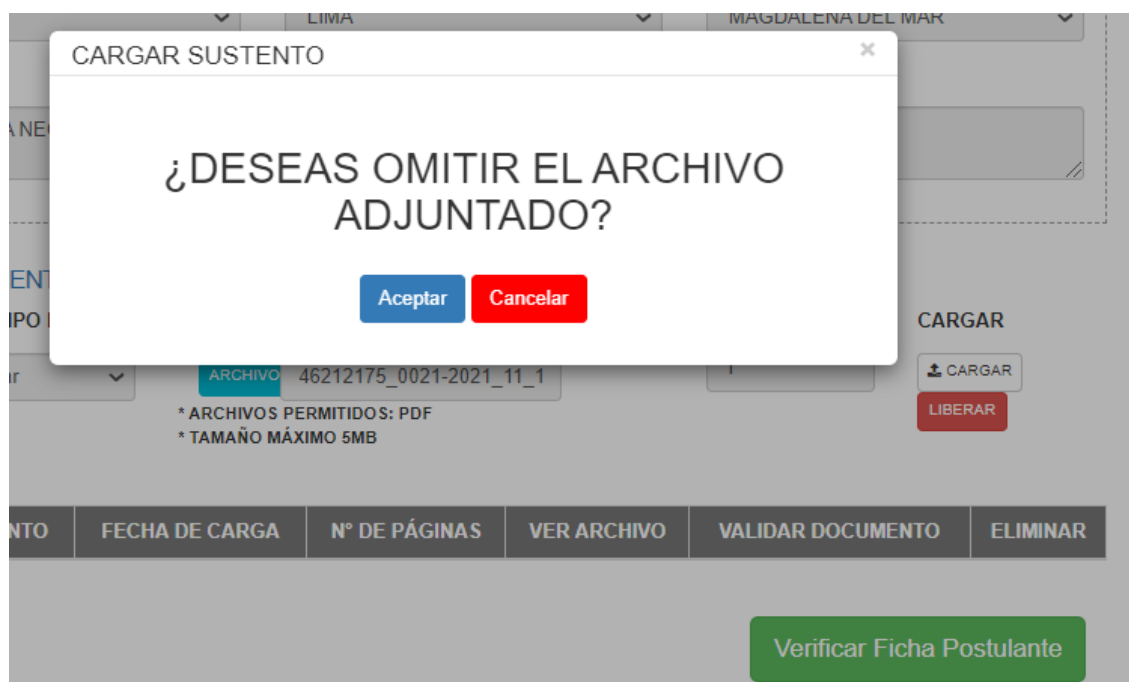 LIMA
MAGDALENA DEL MAR
CARGAR SUSTENTO
×
¿DESEAS OMITIR EL ARCHIVO
ADJUNTADO?
Aceptar
Cancelar
CARGAR
ARCHIVO
46212175_0021-2021_11_1
CARGAR
* ARCHIVOS PERMITIDOS: PDF
LIBERAR
* TAMAÑO MÁXIMO 5MB
FECHA DE CARGA
N° DE PÁGINAS
VER ARCHIVO
VALIDAR DOCUMENTO
ELIMINAR
Verificar Ficha Postulante